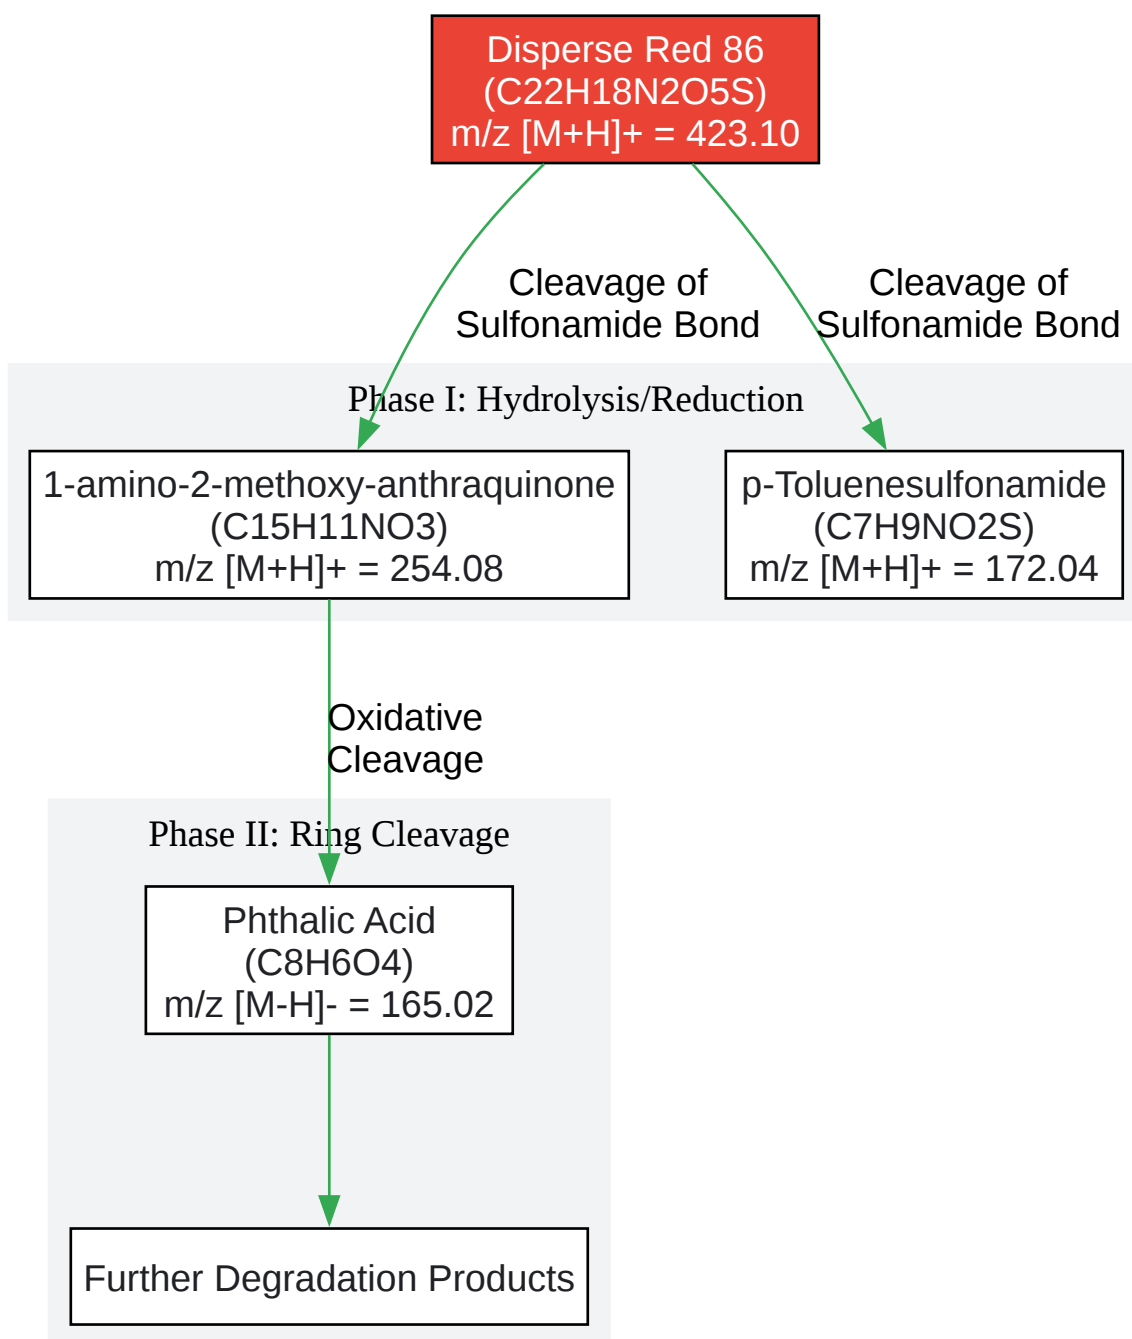 Disperse Red 86
(C22H18N2O5S)
m/z [M+H]+ = 423.10
Cleavage of
Sulfonamide Bond
Cleavage of
Sulfonamide Bond
Phase I: Hydrolysis/Reduction
1-amino-2-methoxy-anthraquinone
(C15H11NO3)
m/z [M+H]+ = 254.08
p-Toluenesulfonamide
(C7H9NO2S)
m/z [M+H]+ = 172.04
Oxidative
Cleavage
Phase II: Ring Cleavage
Phthalic Acid
(C8H6O4)
m/z [M-H]- = 165.02
Further Degradation Products